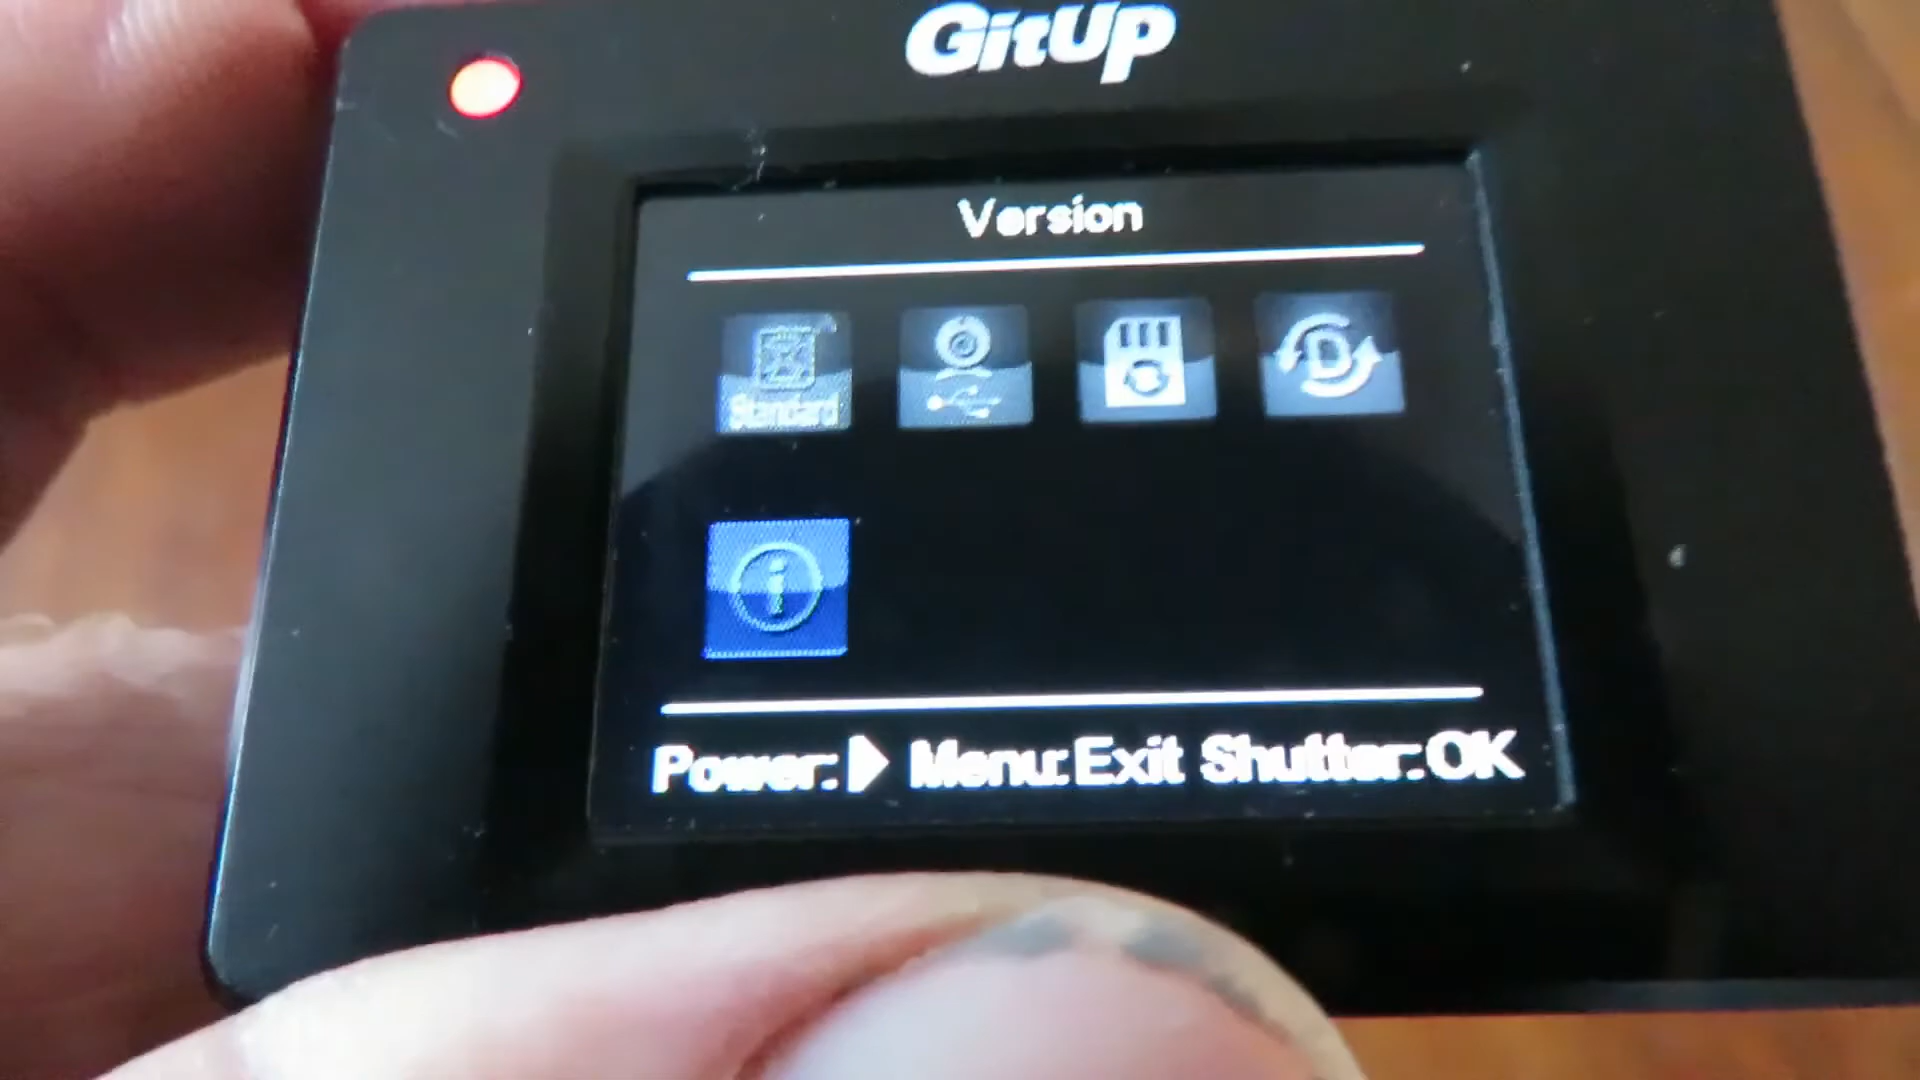 GitUp
Version
Standard
D
i
Power:▶ Menu:Exit Shutter:OK